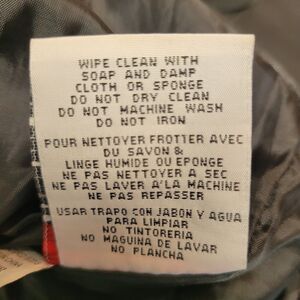 WIPE CLEAN WITH
SOAP AND DAMP
CLOTH OR SPONGE
DO NOT DRY CLEAN
DO NOT MACHINE WASH
DO NOT IRON
POUR NETTOYER FROTTER AVEC
DU SAVON &
LINGE HUMIDE OU EPONGE
NE PAS NETTOYER A SEC
NE PAS LAVER A'LA MACHINE
NE PAS REPASSER
USAR TRAPO CON JABON Y AGUA
PARA LIMPIAR
NO TINTORERIA
NO MAGUINA DE LAVAR
NO PLANCHA